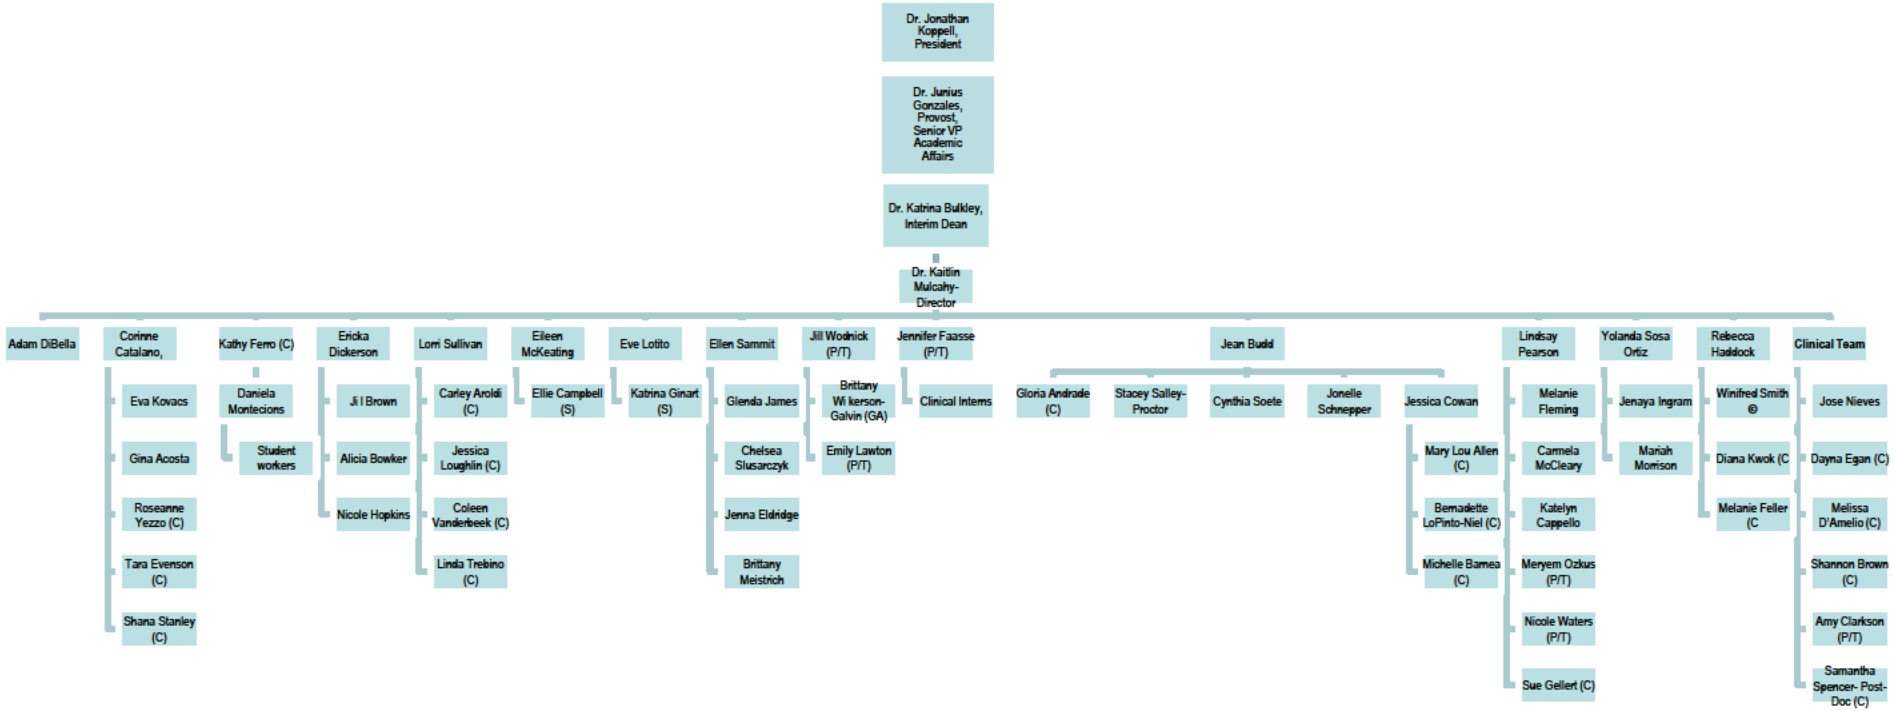 Dr. Jonathan
Koppell,
President
Dr. Junius
Gonzales,
Provost,
Senior VP
Academic
Affairs
Dr. Katrina Bulkley,
Interim Dean
Dr. Kaitlin
Mulcahy-
Director
Adam DiBella
Corinne
Catalano,
Eva Kovacs
Gina Acosta
Roseanne
Yezzo (C)
Tara Evenson
(C)
Shana Stanley
(C)
Kathy Ferro (C)
Daniela
Montecions
Student
workers
Ericka
Dickerson
Ji l Brown
Alicia Bowker
Nicole Hopkins
Lorri Sullivan
Carley Aroldi
(C)
Jessica
Loughlin (C)
Coleen
Vanderbeek (C)
Linda Trebino
(C)
Eileen
McKeating
Ellie Campbell
(S)
Eve Lotito
Katrina Ginart
(S)
Ellen Sammit
Glenda James
Chelsea
Slusarczyk
Jenna Eldridge
Brittany
Meistrich
Jill Wodnick
(P/T)
Brittany
Wi kerson-
Galvin (GA)
Emily Lawton
(P/T)
Jennifer Faasse
(P/T)
Clinical Interns
Jean Budd
Gloria Andrade
(C)
Stacey Salley-
Proctor
Cynthia Soete
Jonelle
Schnepper
Jessica Cowan
Mary Lou Allen
(C)
Bernadette
LoPinto-Niel (C)
Michelle Barnea
(C)
Lindsay
Pearson
Melanie
Fleming
Carmela
McCleary
Katelyn
Cappello
Meryem Ozkus
(P/T)
Nicole Waters
(P/T)
Sue Gellert (C)
Yolanda Sosa
Ortiz
Jenaya Ingram
Mariah
Morrison
Rebecca
Haddock
Winifred Smith
©
Diana Kwok (C
Melanie Feller
(C
Clinical Team
Jose Nieves
Dayna Egan (C)
Melissa
D'Amelio (C)
Shannon Brown
(C)
Amy Clarkson
(P/T)
Samantha
Spencer- Post-
Doc (C)